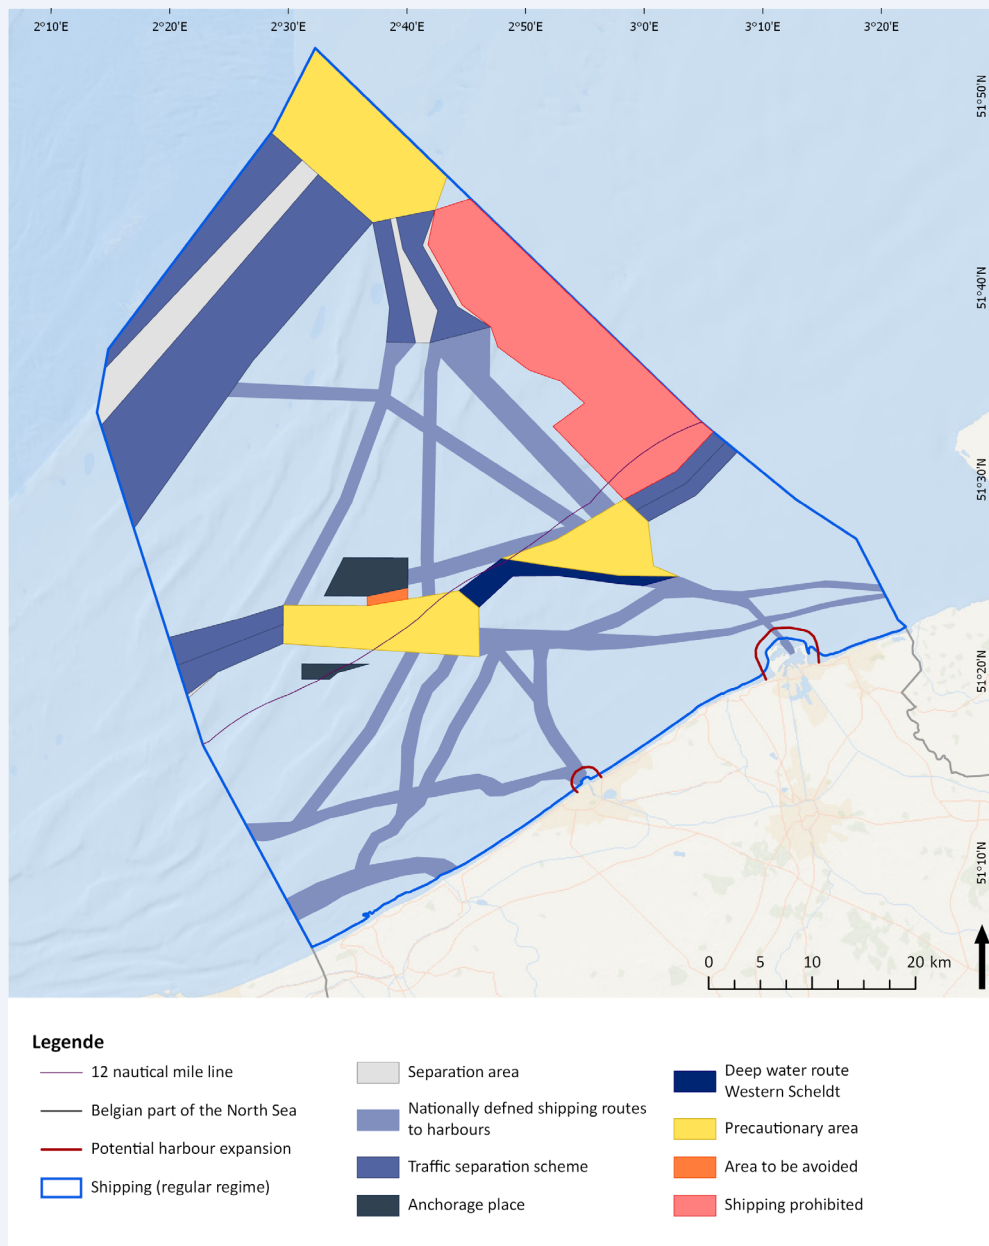 2°10'E 2°20'E 2°30'E 2°40'E 2°50'E 3°0'E 3°10'E 3°20'E
51°50'N
51°40'N
51°30'N
51°20'N
51°10'N
0 5 10 20 km
Legende
12 nautical mile line
Belgian part of the North Sea
Potential harbour expansion
Shipping (regular regime)
Separation area
Nationally defned shipping routes
to harbours
Traffic separation scheme
Anchorage place
Deep water route
Western Scheldt
Precautionary area
Area to be avoided
Shipping prohibited